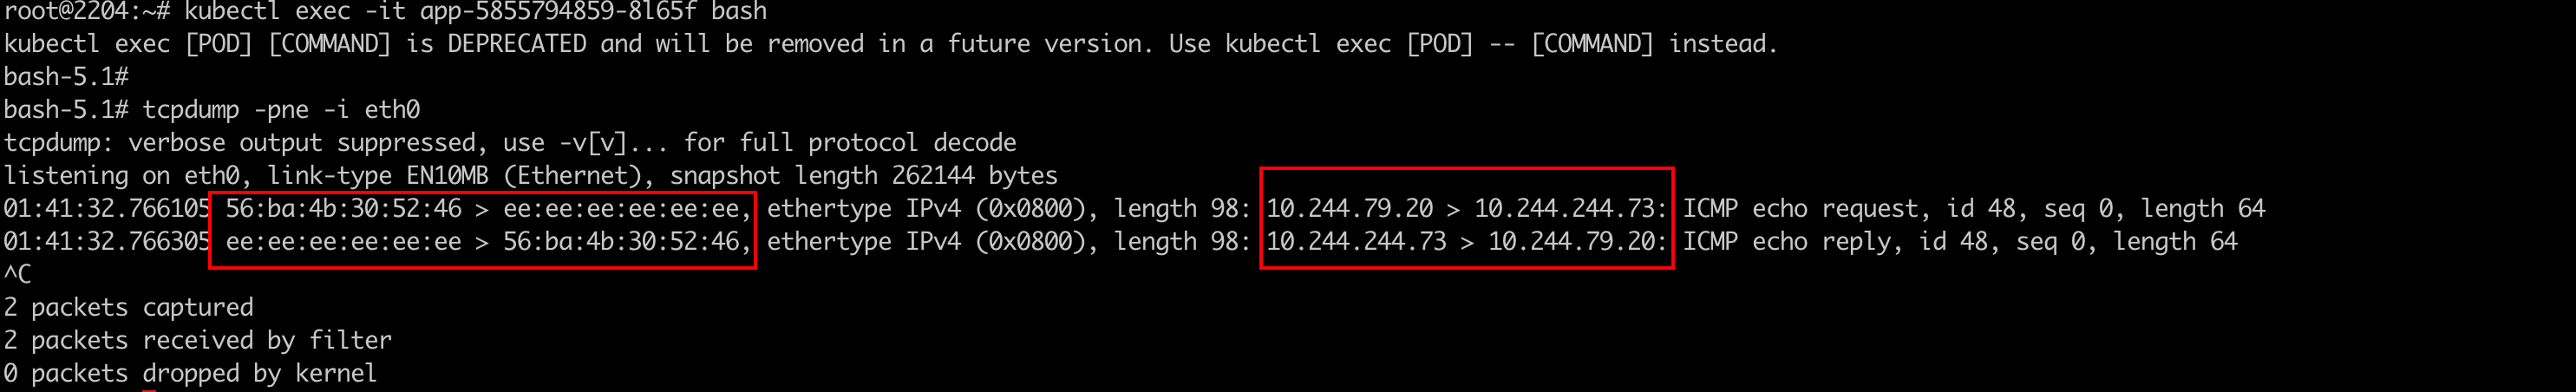 root@2204:~# kubectl exec -it app-5855794859-8l65f bash
kubectl exec [POD] [COMMAND] is DEPRECATED and will be removed in a future version. Use kubectl exec [POD] -- [COMMAND] instead.
bash-5.1#
bash-5.1# tcpdump -pne -i eth0
tcpdump: verbose output suppressed, use -v[v]... for full protocol decode
listening on eth0, link-type EN10MB (Ethernet), snapshot length 262144 bytes
01:41:32.766105 56:ba:4b:30:52:46 > ee:ee:ee:ee:ee:ee, ethertype IPv4 (0x0800), length 98: 10.244.79.20 > 10.244.244.73: ICMP echo request, id 48, seq 0, length 64
01:41:32.766305 ee:ee:ee:ee:ee:ee > 56:ba:4b:30:52:46, ethertype IPv4 (0x0800), length 98: 10.244.244.73 > 10.244.79.20: ICMP echo reply, id 48, seq 0, length 64
^C
2 packets captured
2 packets received by filter
0 packets dropped by kernel